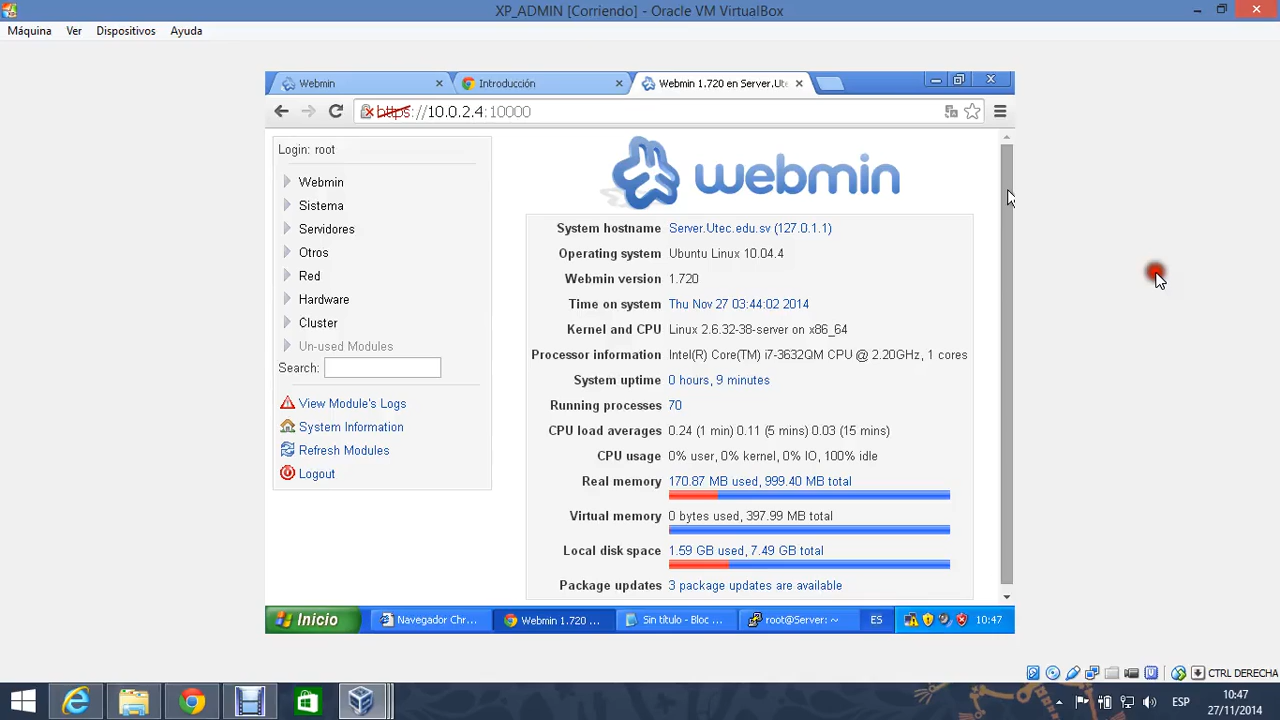 XP_ADMIN [Corriendo] - Oracle VM VirtualBox
Máquina Ver Dispositivos Ayuda
Webmin
Introducción
Webmin 1.720 en Server.Ute
https://10.0.2.4:10000
Login: root
Webmin
Sistema
Servidores
Otros
Red
Hardware
Cluster
Un-used Modules
Search:
View Module's Logs
System Information
Refresh Modules
Logout
webmin
System hostname Server.Utec.edu.sv (127.0.1.1)
Operating system Ubuntu Linux 10.04.4
Webmin version 1.720
Time on system Thu Nov 27 03:44:02 2014
Kernel and CPU Linux 2.6.32-38-server on x86_64
Processor information Intel(R) Core(TM) i7-3632QM CPU @ 2.20GHz, 1 cores
System uptime 0 hours, 9 minutes
Running processes 70
CPU load averages 0.24 (1 min) 0.11 (5 mins) 0.03 (15 mins)
CPU usage 0% user, 0% kernel, 0% IO, 100% idle
Real memory 170.87 MB used, 999.40 MB total
Virtual memory 0 bytes used, 397.99 MB total
Local disk space 1.59 GB used, 7.49 GB total
Package updates 3 package updates are available
Inicio Navegador Chr... Webmin 1.720 ... Sin título - Bloc ... root@Server: ~ ES 10:47
CTRL DERECHA
ESP 10:47
27/11/2014